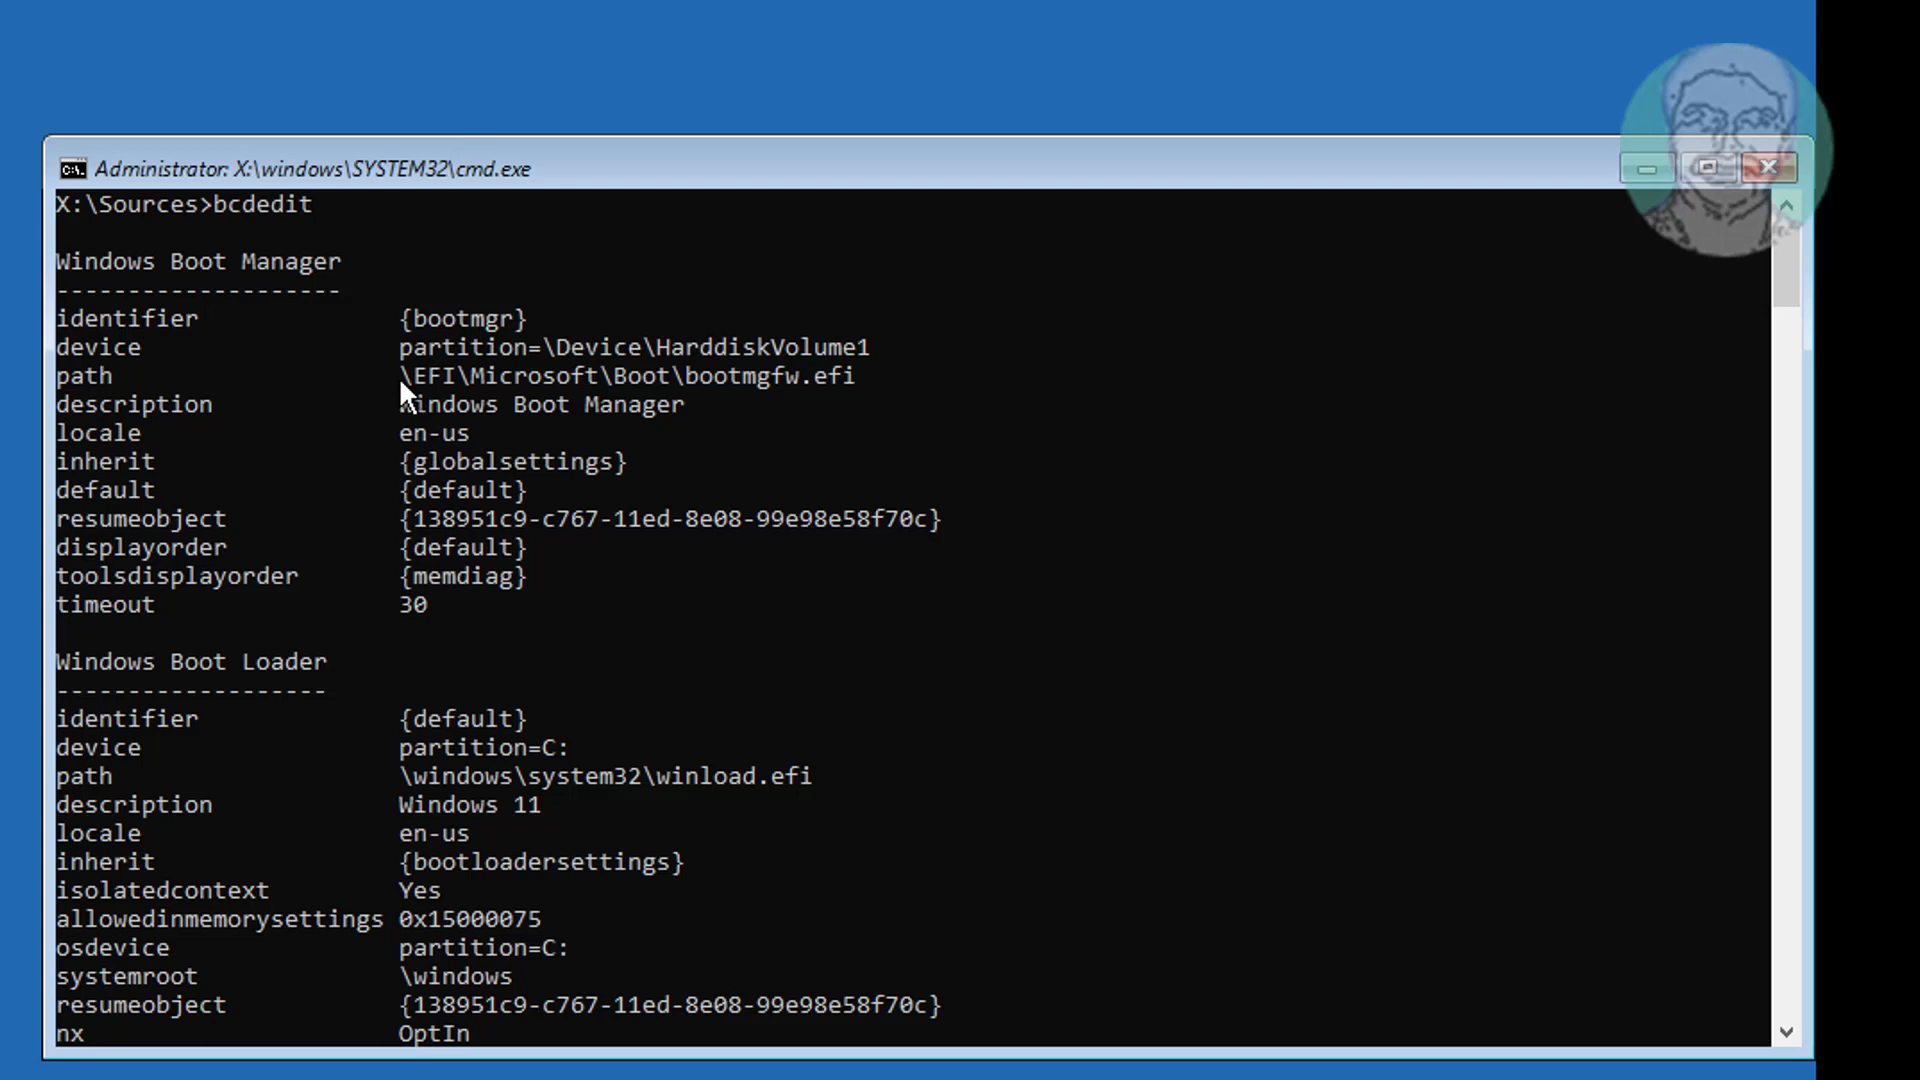 Administrator: X:\windows\SYSTEM32\cmd.exe
X:\Sources>bcdedit
Windows Boot Manager
--------------------
identifier {bootmgr}
device partition=\Device\HarddiskVolume1
path \EFI\Microsoft\Boot\bootmgfw.efi
description Windows Boot Manager
locale en-us
inherit {globalsettings}
default {default}
resumeobject {138951c9-c767-11ed-8e08-99e98e58f70c}
displayorder {default}
toolsdisplayorder {memdiag}
timeout 30
Windows Boot Loader
-------------------
identifier {default}
device partition=C:
path \windows\system32\winload.efi
description Windows 11
locale en-us
inherit {bootloadersettings}
isolatedcontext Yes
allowedinmemorysettings 0x15000075
osdevice partition=C:
systemroot \windows
resumeobject {138951c9-c767-11ed-8e08-99e98e58f70c}
nx OptIn